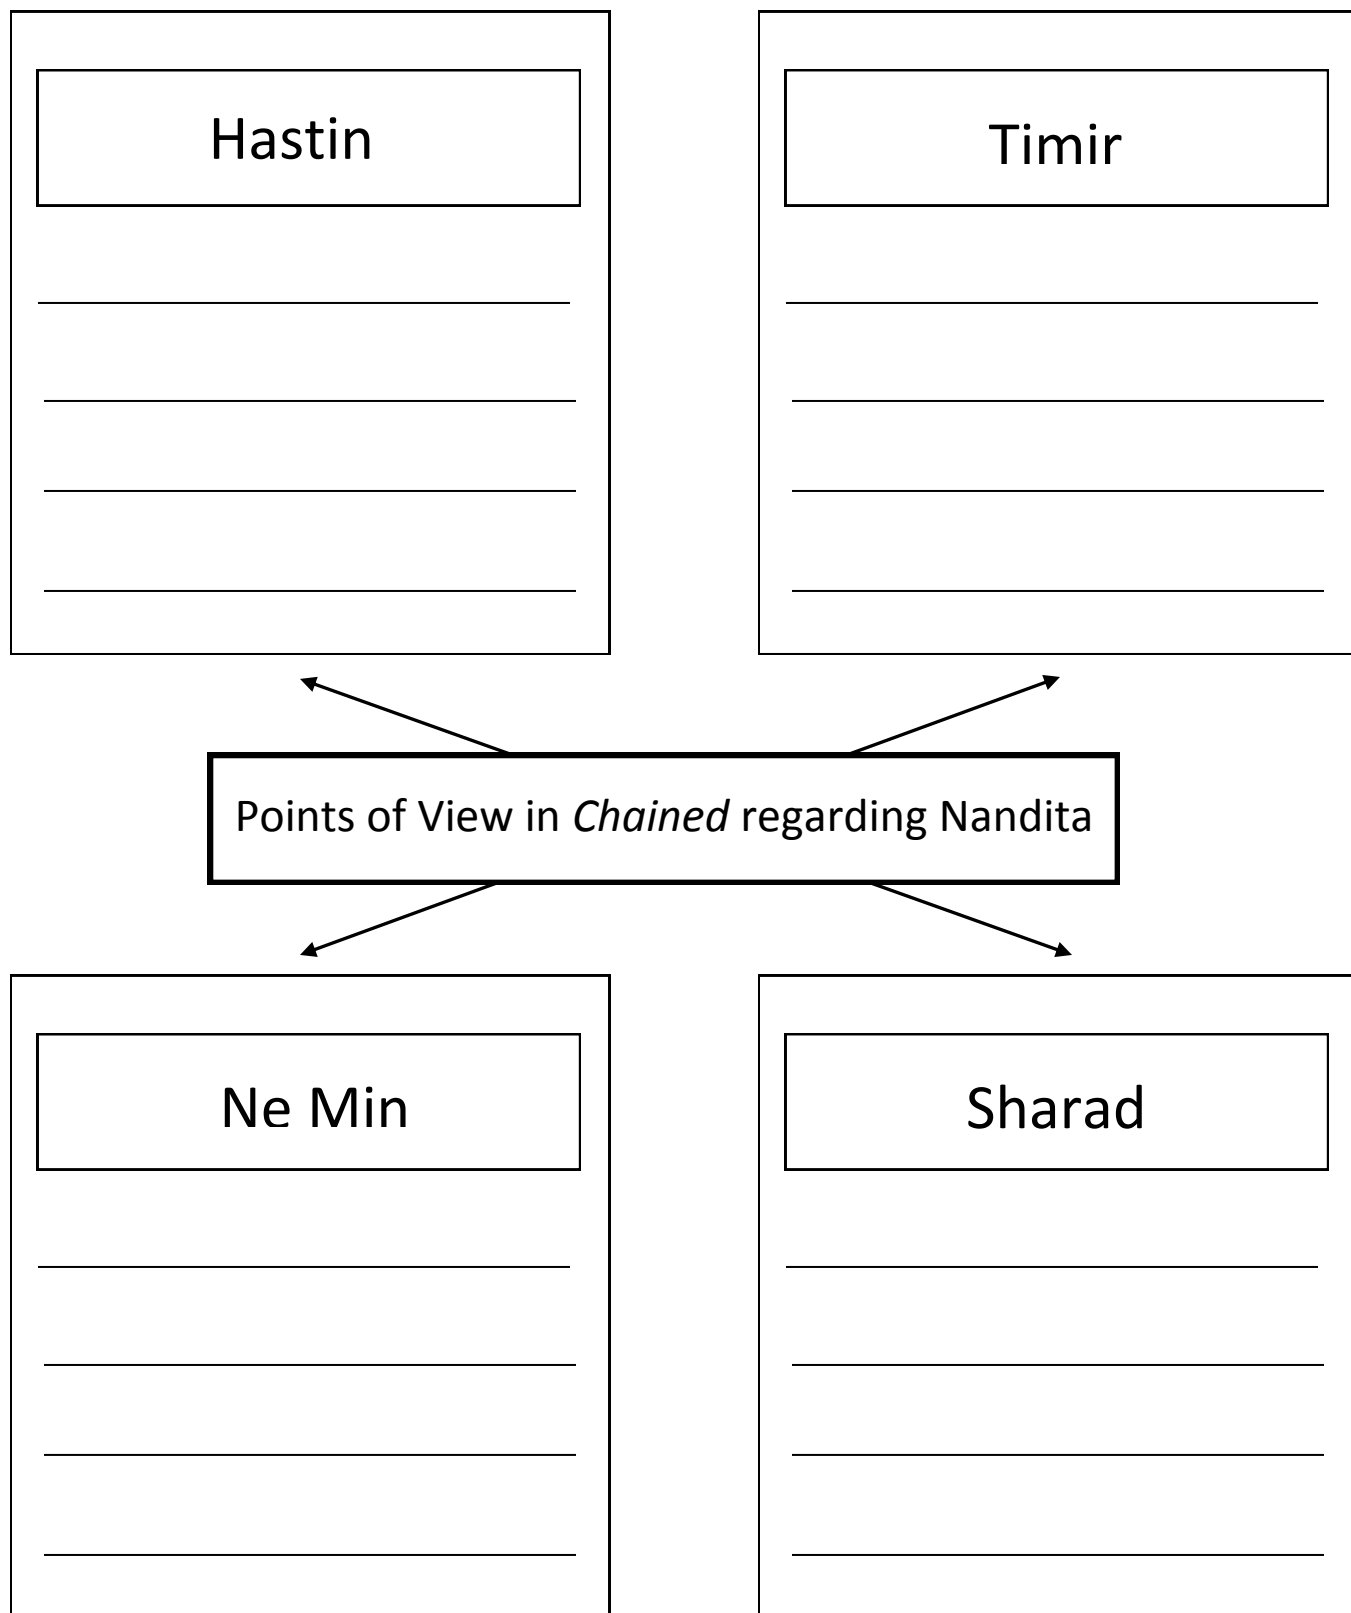 Hastin
Timir
Points of View in Chained regarding Nandita
Ne Min
Sharad